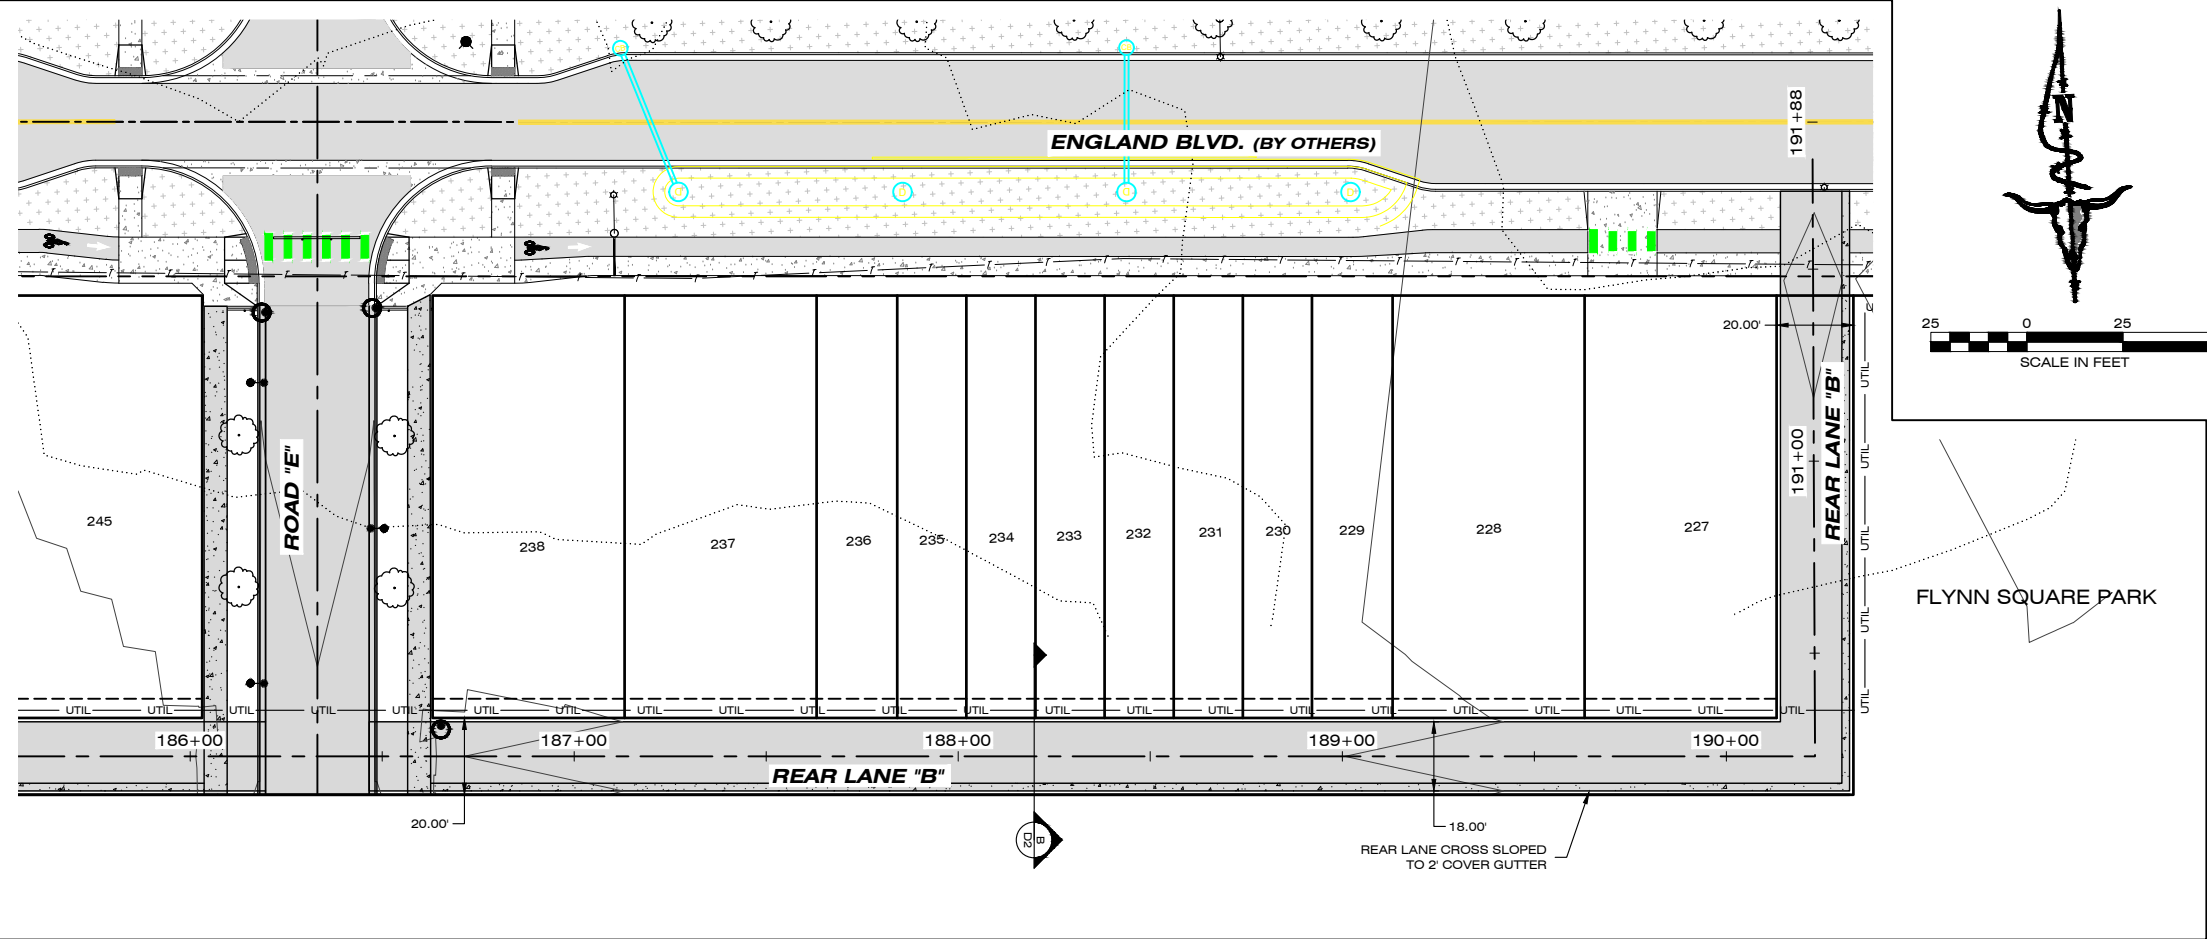 N
25 0 25
SCALE IN FEET
191+88
ENGLAND BLVD. (BY OTHERS)
20.00'
ROAD "E"
191+00
REAR LANE "B"
UTIL
UTIL
UTIL
UTIL
UTIL
245
238
237
236
235
234
233
232
231
230
229
228
227
FLYNN SQUARE PARK
UTIL UTIL UTIL UTIL UTIL UTIL UTIL UTIL UTIL UTIL UTIL UTIL UTIL UTIL UTIL UTIL UTIL UTIL UTIL UTIL UTIL UTIL
186+00 187+00 188+00 189+00 190+00
REAR LANE "B"
20.00'
18.00'
B
D2
REAR LANE CROSS SLOPED
TO 2' COVER GUTTER